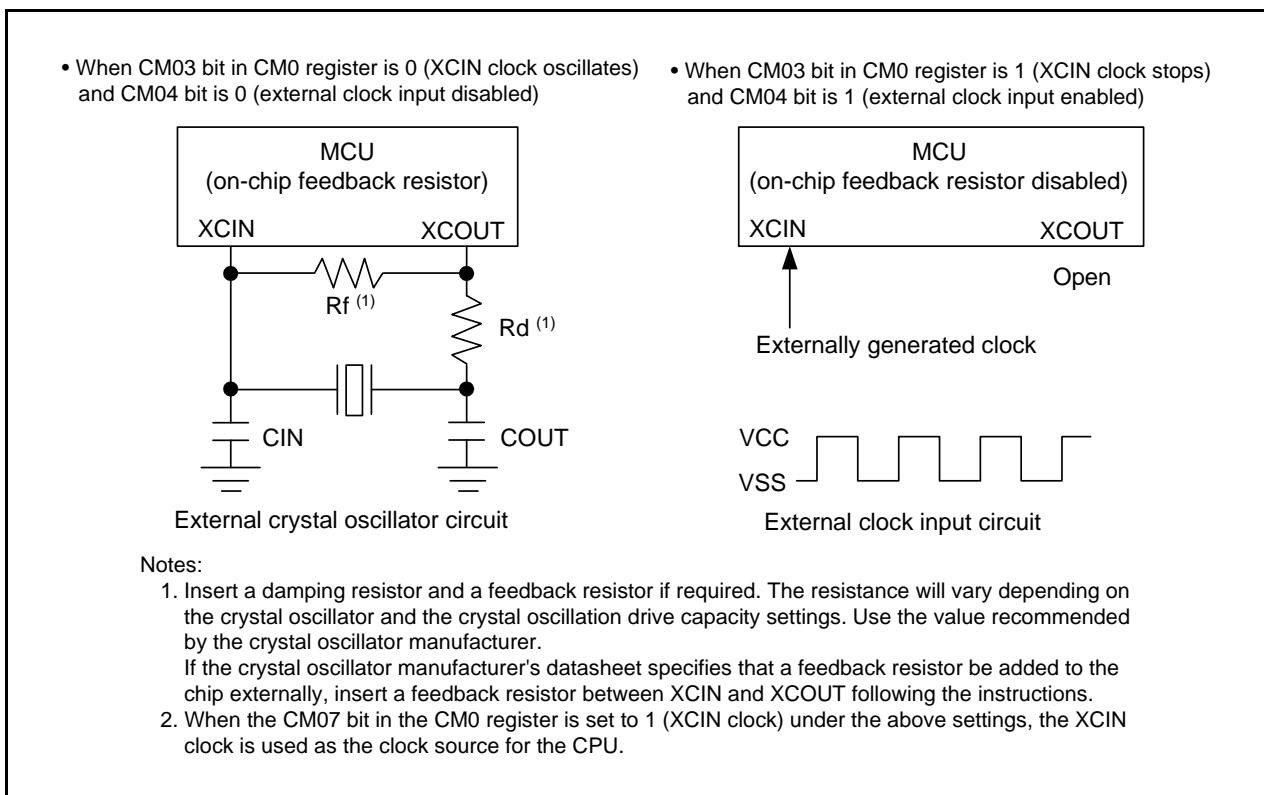 • When CM03 bit in CM0 register is 0 (XCIN clock oscillates)
and CM04 bit is 0 (external clock input disabled)
MCU
(on-chip feedback resistor)
XCIN
XCOUT
Rf (1)
Rd (1)
CIN
COUT
External crystal oscillator circuit
• When CM03 bit in CM0 register is 1 (XCIN clock stops)
and CM04 bit is 1 (external clock input enabled)
MCU
(on-chip feedback resistor disabled)
XCIN
XCOUT
Open
Externally generated clock
VCC
VSS
External clock input circuit
Notes:
1. Insert a damping resistor and a feedback resistor if required. The resistance will vary depending on
the crystal oscillator and the crystal oscillation drive capacity settings. Use the value recommended
by the crystal oscillator manufacturer.
If the crystal oscillator manufacturer's datasheet specifies that a feedback resistor be added to the
chip externally, insert a feedback resistor between XCIN and XCOUT following the instructions.
2. When the CM07 bit in the CM0 register is set to 1 (XCIN clock) under the above settings, the XCIN
clock is used as the clock source for the CPU.